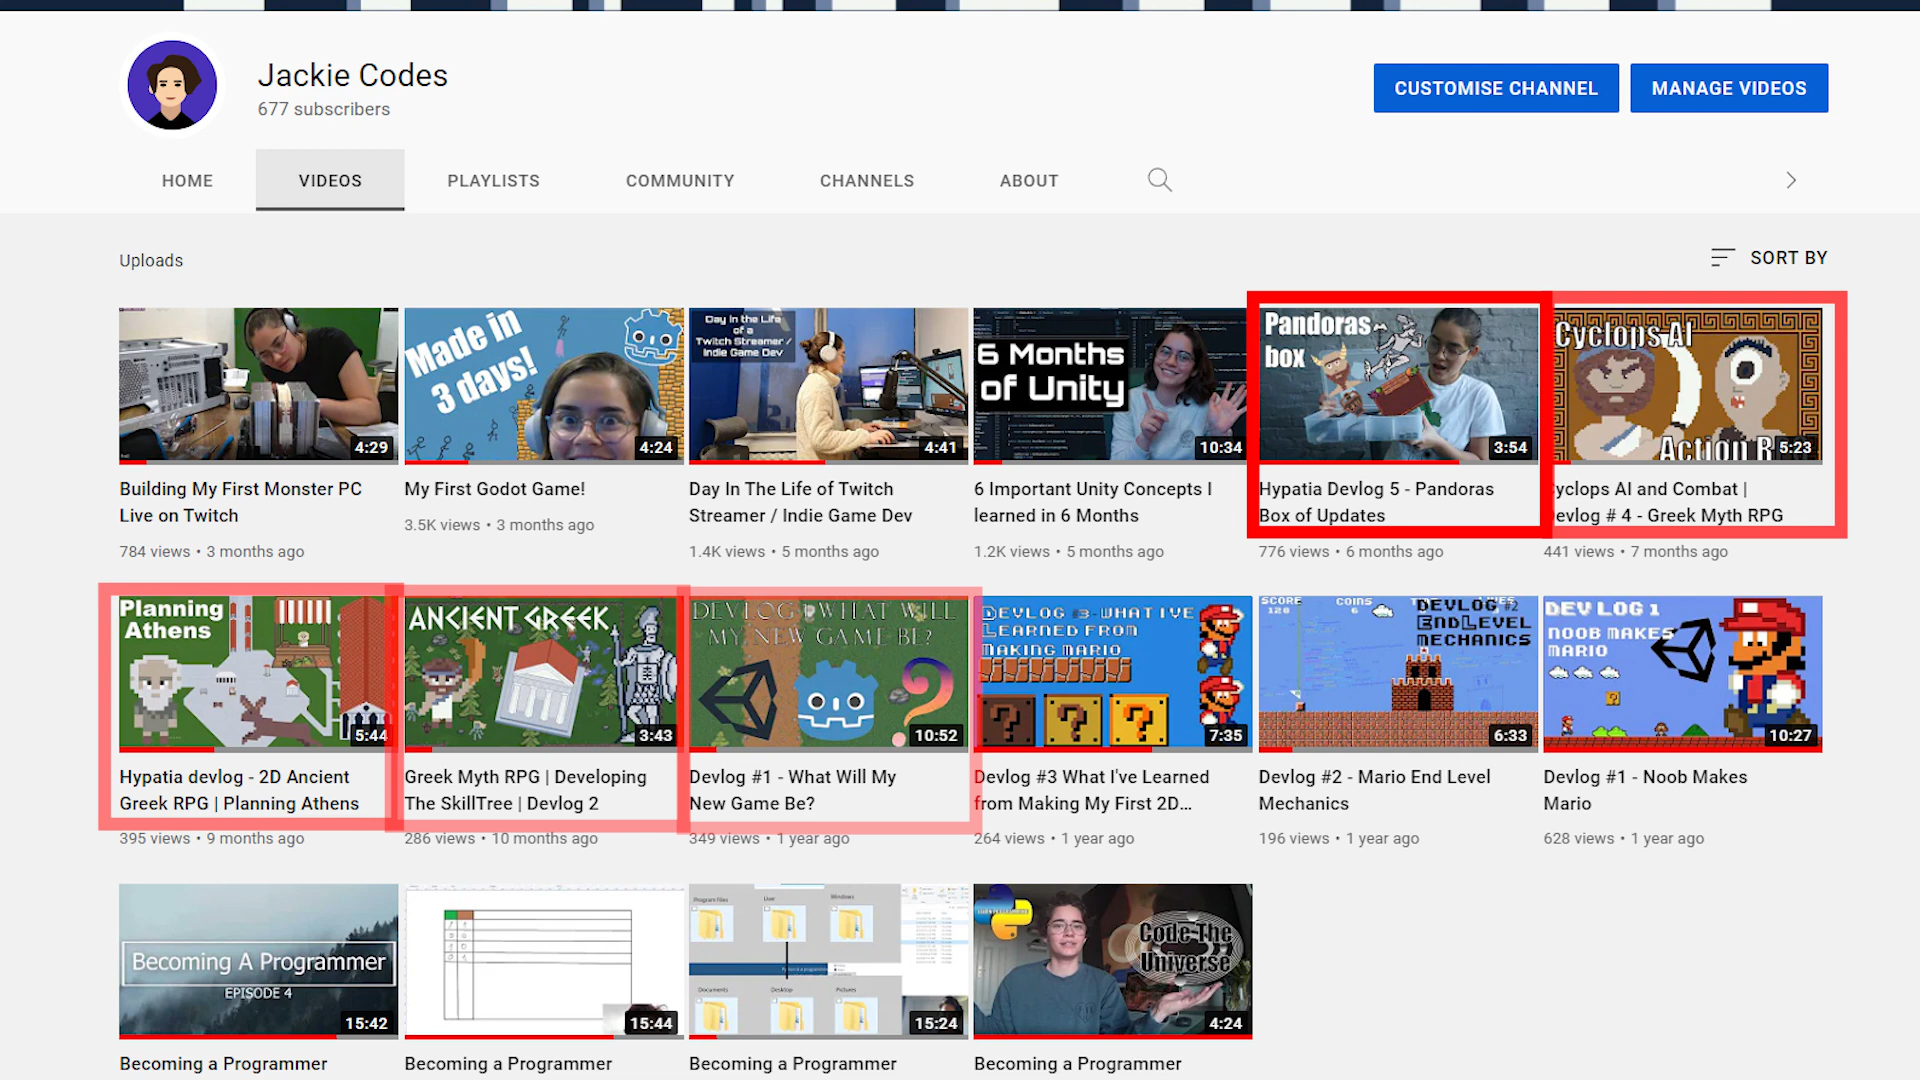 Jackie Codes
677 subscribers
CUSTOMISE CHANNEL
MANAGE VIDEOS
HOME
VIDEOS
PLAYLISTS
COMMUNITY
CHANNELS
ABOUT
Uploads
SORT BY
4:29
Made in
3 days!
4:24
Day in the Life
of a
Twitch Streamer /
Indie Game Dev
4:41
6 Months
of Unity
10:34
Pandoras
box
3:54
Cyclops AI
Action R
5:23
Building My First Monster PC
Live on Twitch
784 views • 3 months ago
My First Godot Game!
3.5K views • 3 months ago
Day In The Life of Twitch
Streamer / Indie Game Dev
1.4K views • 5 months ago
6 Important Unity Concepts I
learned in 6 Months
1.2K views • 5 months ago
Hypatia Devlog 5 - Pandoras
Box of Updates
776 views • 6 months ago
yclops AI and Combat |
evlog # 4 - Greek Myth RPG
441 views • 7 months ago
Planning
Athens
5:44
ANCIENT GREEK
3:43
DEVLOG # WHAT WILL
MY NEW GAME BE?
10:52
DEVLOG #3 - WHAT IVE
LEARNED FROM
MAKING MARIO
7:35
SCORE
120
COINS
6
DEVLOG #2
END LEVEL
MECHANICS
6:33
DEV LOG 1
NOOB MAKES
MARIO
10:27
Hypatia devlog - 2D Ancient
Greek RPG | Planning Athens
395 views • 9 months ago
Greek Myth RPG | Developing
The SkillTree | Devlog 2
286 views • 10 months ago
Devlog #1 - What Will My
New Game Be?
349 views • 1 year ago
Devlog #3 What I've Learned
from Making My First 2D...
264 views • 1 year ago
Devlog #2 - Mario End Level
Mechanics
196 views • 1 year ago
Devlog #1 - Noob Makes
Mario
628 views • 1 year ago
Becoming A Programmer
EPISODE 4
15:42
15:44
Program Files
User
Windows
Documents
Desktop
Pictures
15:24
Code The
Universe
4:24
Becoming a Programmer
Becoming a Programmer
Becoming a Programmer
Becoming a Programmer